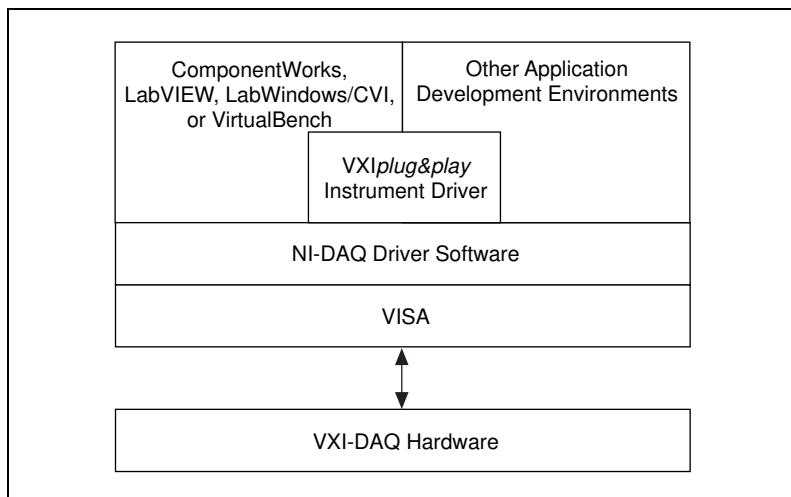 ComponentWorks,
LabVIEW, LabWindows/CVI,
or VirtualBench
Other Application
Development Environments
VXIplug&play
Instrument Driver
NI-DAQ Driver Software
VISA
VXI-DAQ Hardware